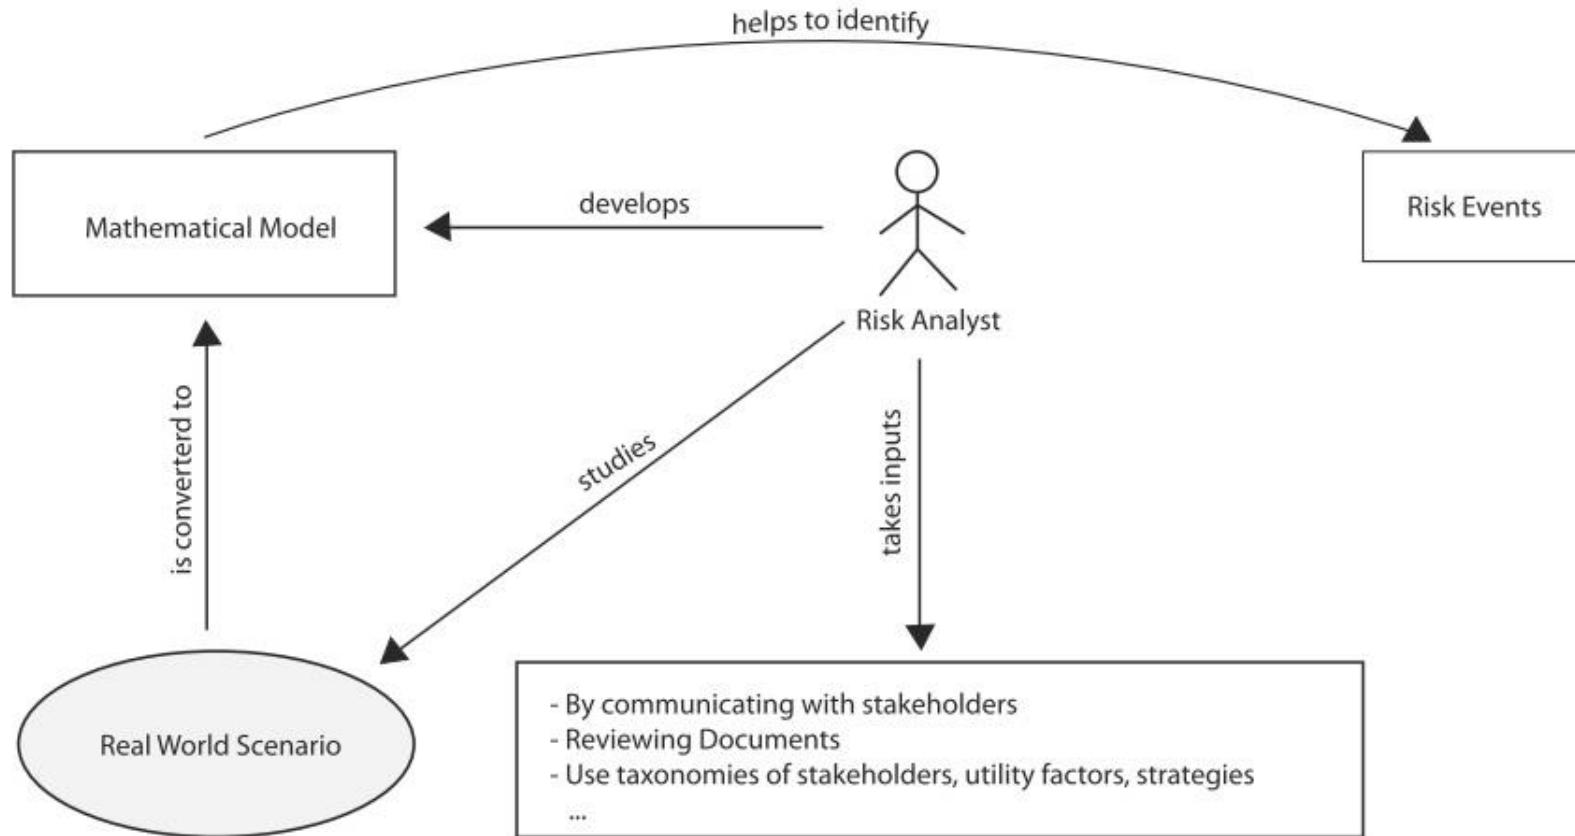 helps to identify
Mathematical Model
develops
Risk Events
Risk Analyst
is converterd to
studies
takes inputs
Real World Scenario
- By communicating with stakeholders
- Reviewing Documents
- Use taxonomies of stakeholders, utility factors, strategies
...